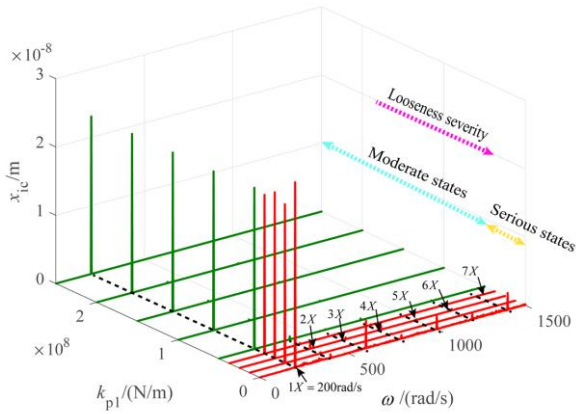 ×10⁻⁸
3
2
1
0
x_ic/m
Looseness severity
Moderate states
Serious states
7X
6X
5X
4X
3X
2X
1X = 200rad/s
2
1
0
×10⁸
k_p1/(N/m)
0
500
1000
1500
ω /(rad/s)